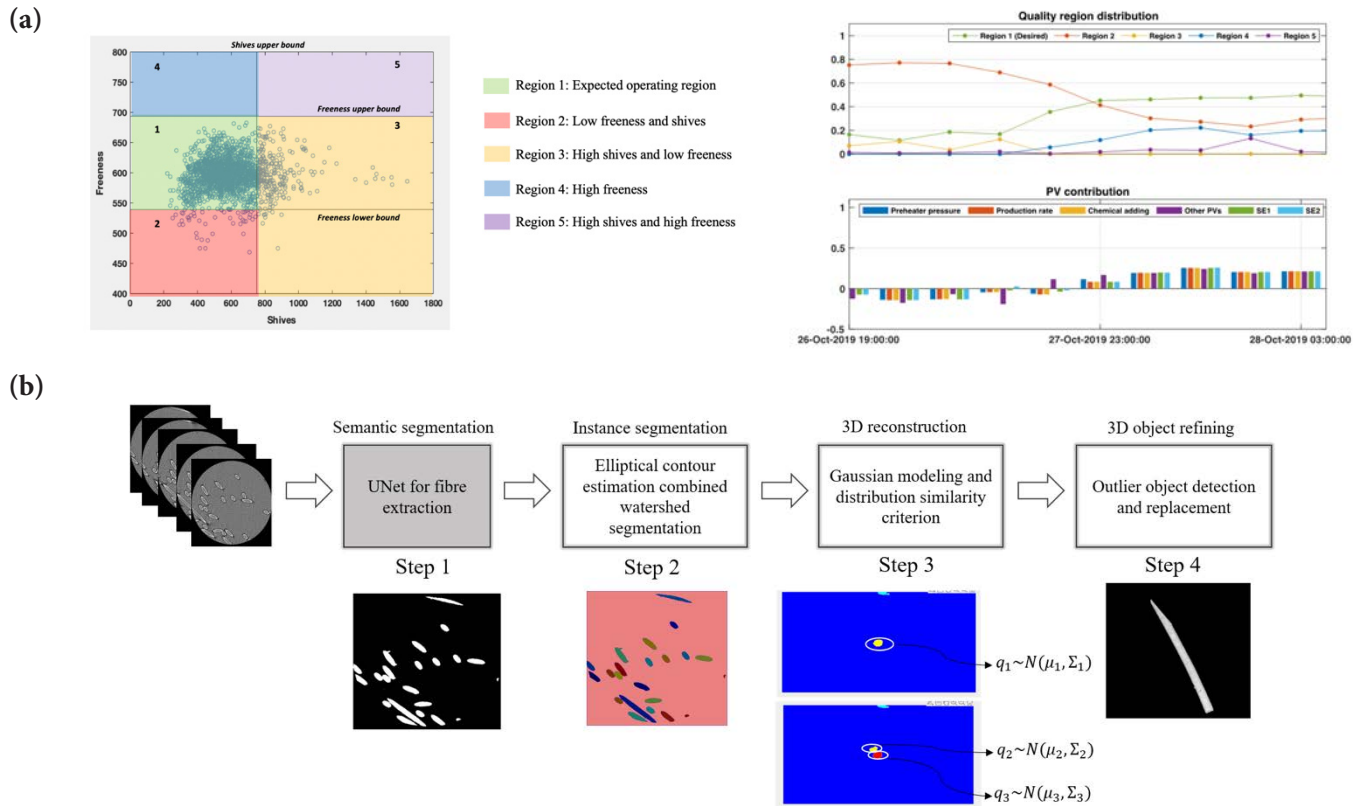 (a)
Shives upper bound
800
4
5
750
700
Freeness upper bound
1
3
650
Freeness
600
550
Freeness lower bound
2
500
450
400
0 200 400 600 800 1000 1200 1400 1600 1800
Shives
Region 1: Expected operating region
Region 2: Low freeness and shives
Region 3: High shives and low freeness
Region 4: High freeness
Region 5: High shives and high freeness
Quality region distribution
Region 1 (Desired) Region 2 Region 3 Region 4 Region 5
1
0.8
0.6
0.4
0.2
0
PV contribution
Preheater pressure Production rate Chemical adding Other PVs SE1 SE2
1
0.5
0
-0.5
26-Oct-2019 19:00:00 27-Oct-2019 23:00:00 28-Oct-2019 03:00:00
(b)
Semantic segmentation
UNet for fibre
extraction
Step 1
Instance segmentation
Elliptical contour
estimation combined
watershed
segmentation
Step 2
3D reconstruction
Gaussian modeling and
distribution similarity
criterion
Step 3
3D object refining
Outlier object detection
and replacement
Step 4
q₁~N(μ₁, Σ₁)
q₂~N(μ₂, Σ₂)
q₃~N(μ₃, Σ₃)